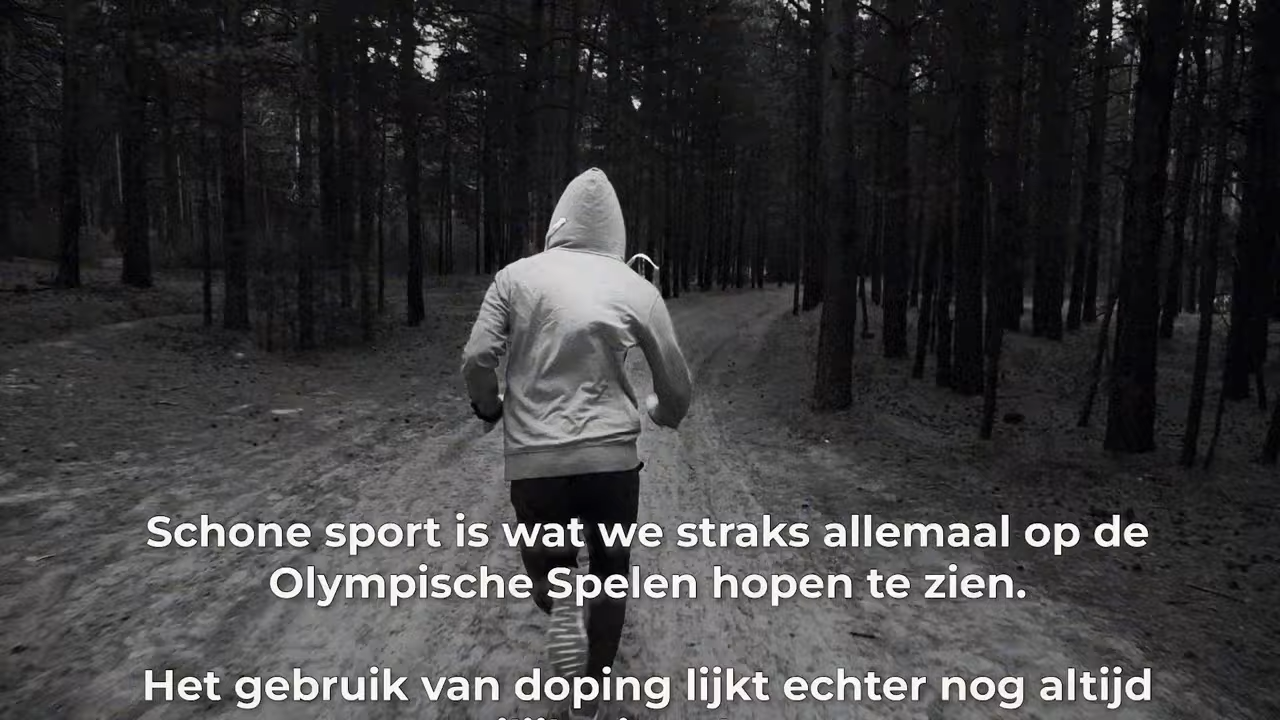 Schone sport is wat we straks allemaal op de
Olympische Spelen hopen te zien.
Het gebruik van doping lijkt echter nog altijd